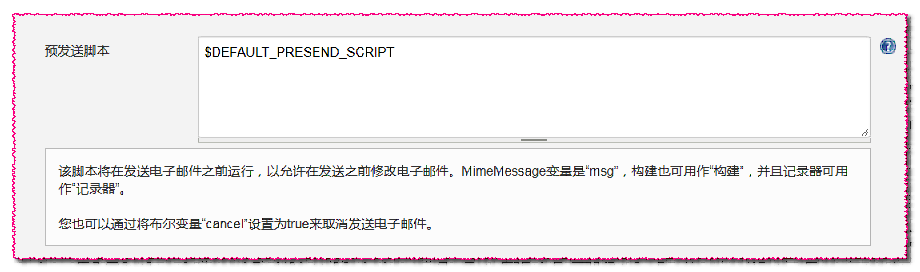 预发送脚本
$DEFAULT_PRESEND_SCRIPT
该脚本将在发送电子邮件之前运行，以允许在发送之前修改电子邮件。MimeMessage变量是“msg”，构建也可用作“构建”，并且记录器可用
作“记录器”。
您也可以通过将布尔变量“cancel”设置为true来取消发送电子邮件。